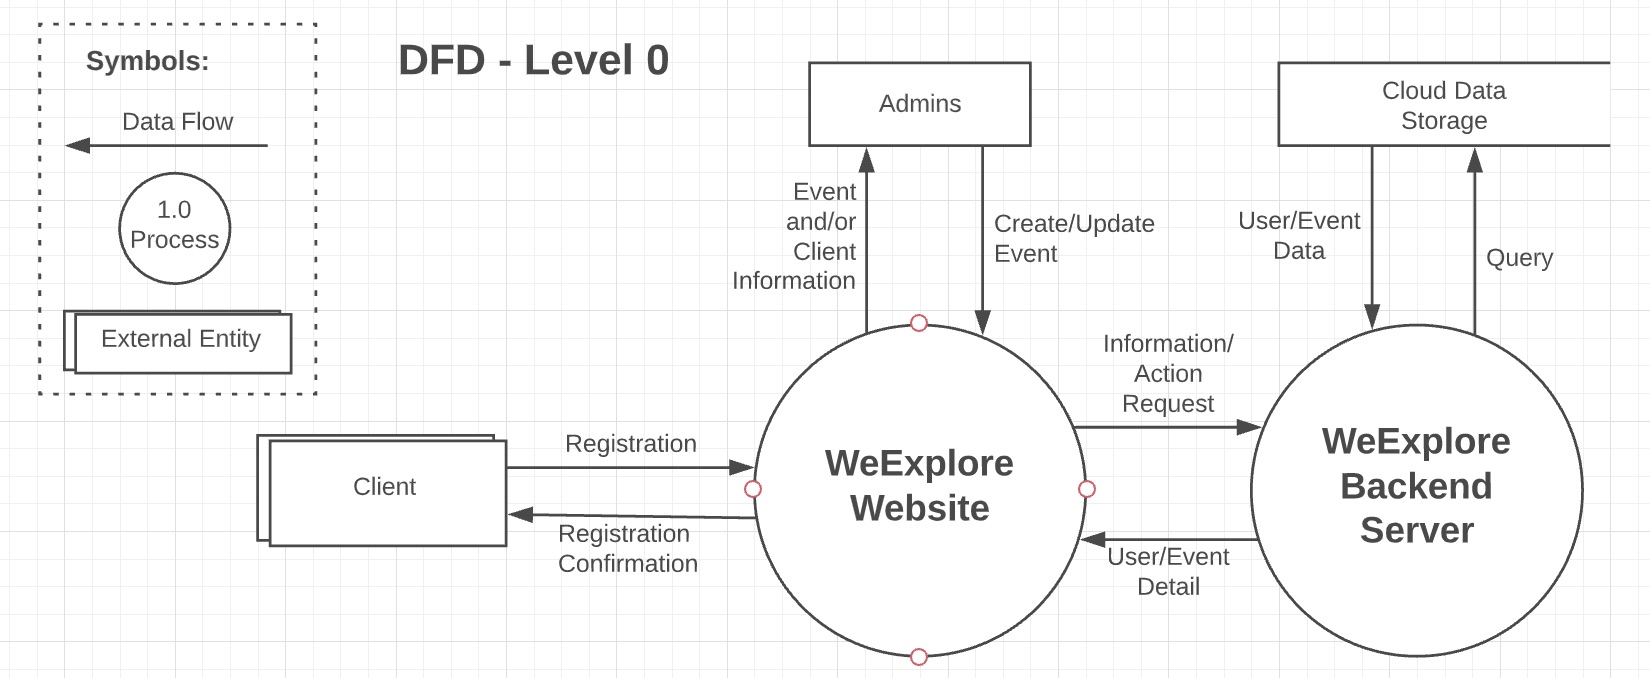 Symbols:
Data Flow
1.0
Process
External Entity
DFD - Level 0
Admins
Cloud Data
Storage
Event
and/or
Client
Information
Create/Update
Event
User/Event
Data
Query
Information/
Action
Request
Client
Registration
Registration
Confirmation
WeExplore
Website
User/Event
Detail
WeExplore
Backend
Server